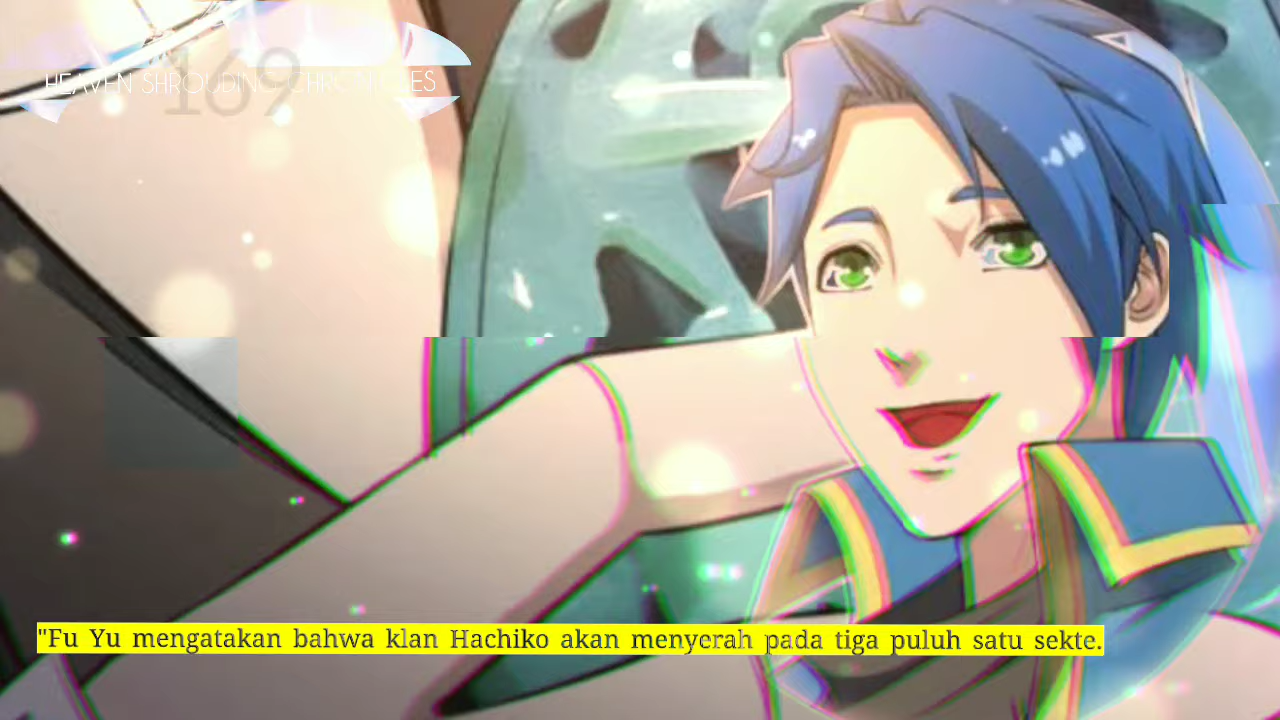 169
HEAVEN SHROUDING CHRONICLES
"Fu Yu mengatakan bahwa klan Hachiko akan menyerah pada tiga puluh satu sekte.